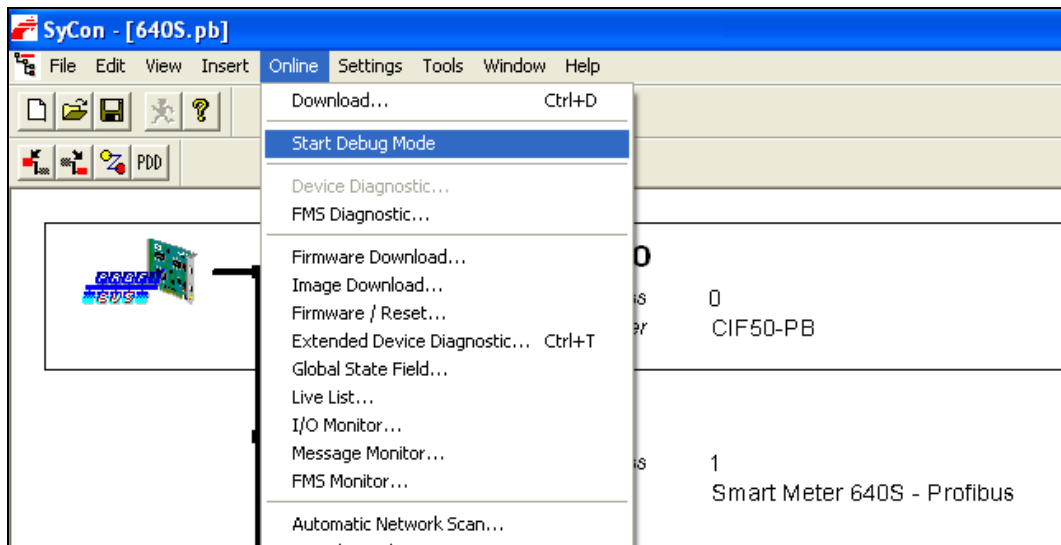 SyCon - [640S.pb]
File Edit View Insert Online Settings Tools Window Help
Download... Ctrl+D
Start Debug Mode
PDD
Device Diagnostic...
FMS Diagnostic...
Firmware Download...
Image Download...
0
Firmware / Reset...
CIF50-PB
Extended Device Diagnostic... Ctrl+T
Global State Field...
Live List...
I/O Monitor...
Message Monitor...
1
FMS Monitor...
Smart Meter 640S - Profibus
Automatic Network Scan...